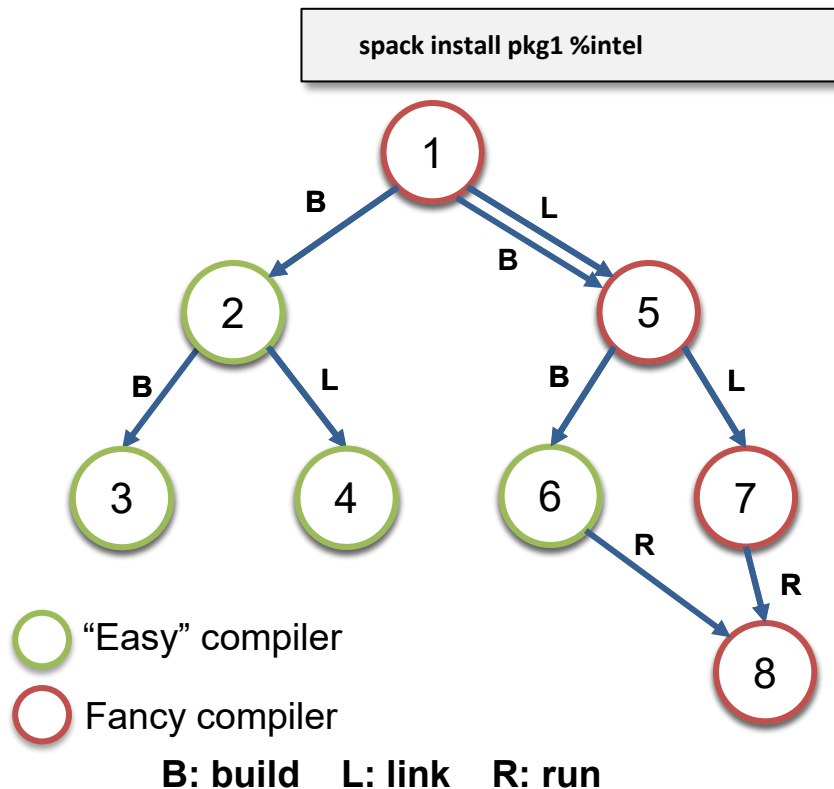 spack install pkg1 %intel
1
B
L
B
2
5
B
L
B
L
3
4
6
7
R
R
8
“Easy” compiler
Fancy compiler
B: build L: link R: run